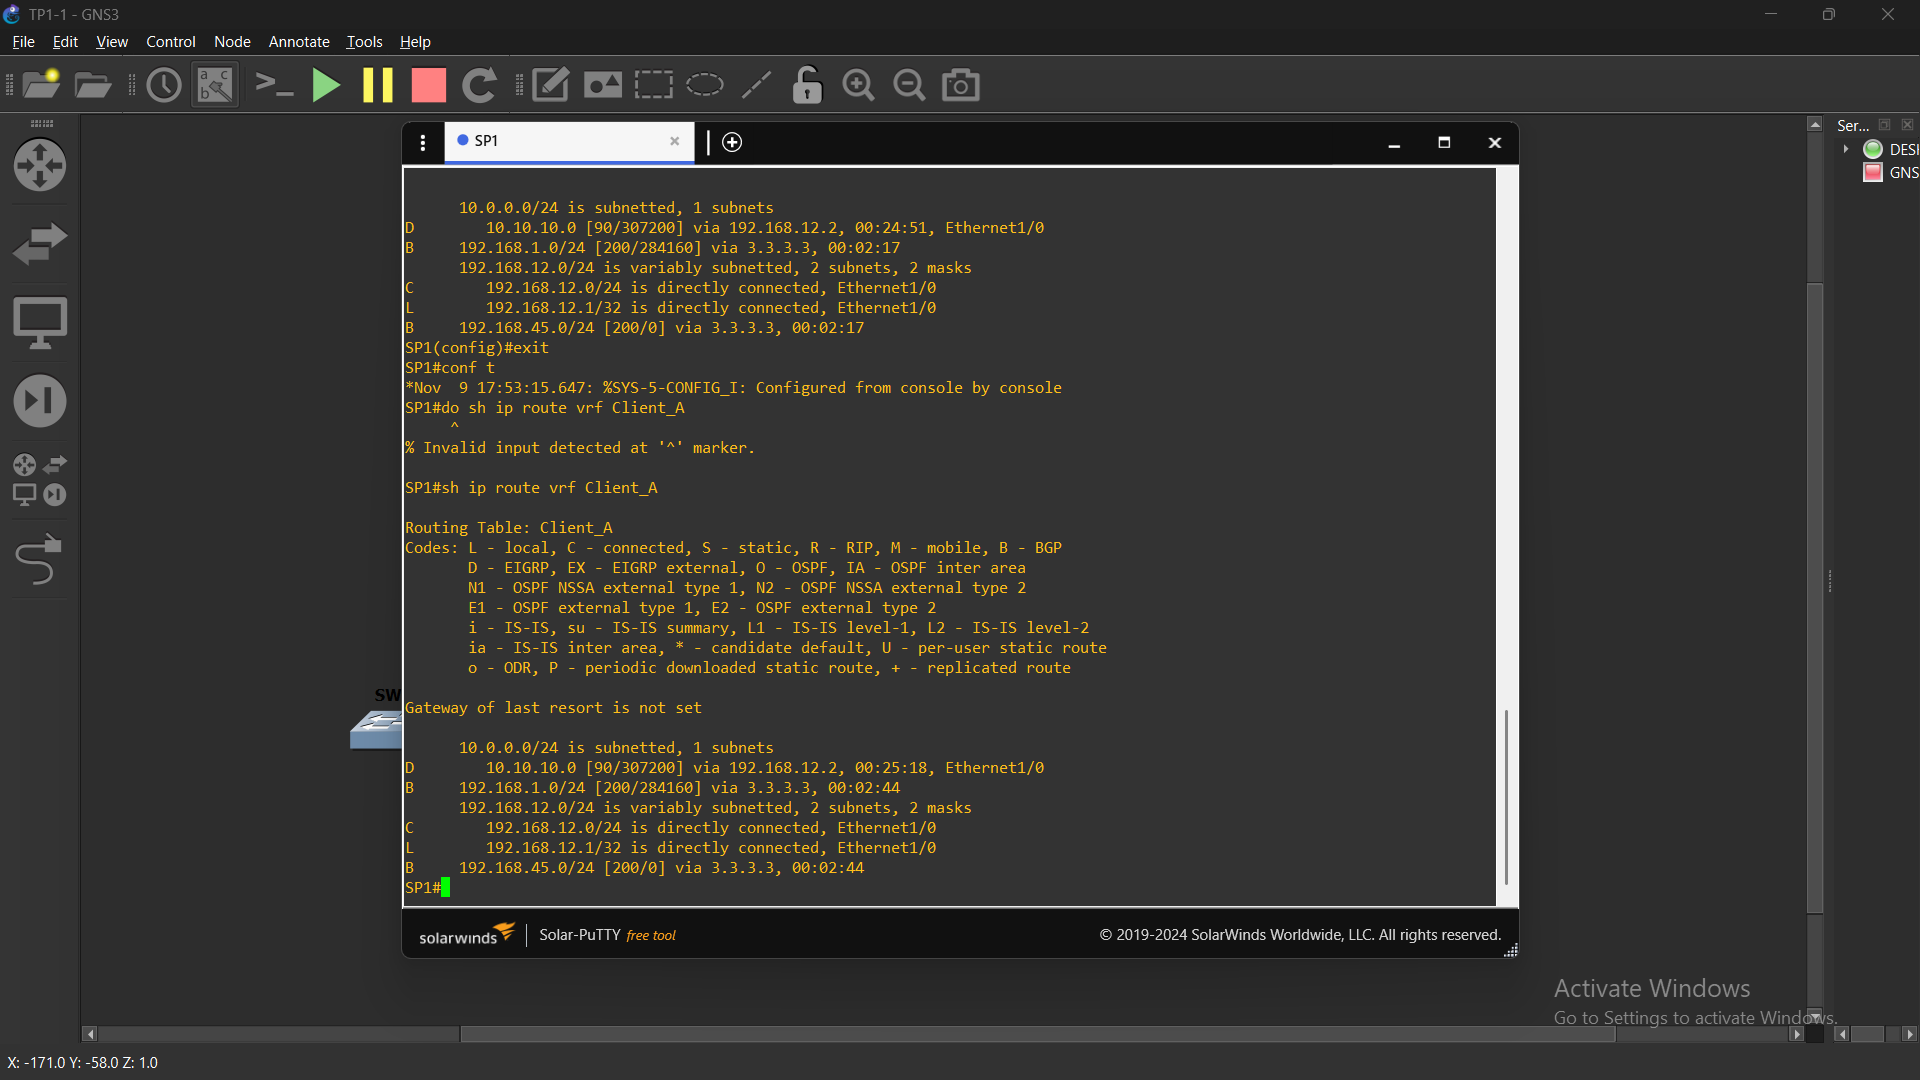 TP1-1 - GNS3
File Edit View Control Node Annotate Tools Help
SP1
Ser...
DESH
GNS
10.0.0.0/24 is subnetted, 1 subnets
D        10.10.10.0 [90/307200] via 192.168.12.2, 00:24:51, Ethernet1/0
B     192.168.1.0/24 [200/284160] via 3.3.3.3, 00:02:17
192.168.12.0/24 is variably subnetted, 2 subnets, 2 masks
C        192.168.12.0/24 is directly connected, Ethernet1/0
L        192.168.12.1/32 is directly connected, Ethernet1/0
B     192.168.45.0/24 [200/0] via 3.3.3.3, 00:02:17
SP1(config)#exit
SP1#conf t
*Nov  9 17:53:15.647: %SYS-5-CONFIG_I: Configured from console by console
SP1#do sh ip route vrf Client_A
^
% Invalid input detected at '^' marker.
SP1#sh ip route vrf Client_A
Routing Table: Client_A
Codes: L - local, C - connected, S - static, R - RIP, M - mobile, B - BGP
D - EIGRP, EX - EIGRP external, O - OSPF, IA - OSPF inter area
N1 - OSPF NSSA external type 1, N2 - OSPF NSSA external type 2
E1 - OSPF external type 1, E2 - OSPF external type 2
i - IS-IS, su - IS-IS summary, L1 - IS-IS level-1, L2 - IS-IS level-2
ia - IS-IS inter area, * - candidate default, U - per-user static route
o - ODR, P - periodic downloaded static route, + - replicated route
Gateway of last resort is not set
10.0.0.0/24 is subnetted, 1 subnets
D        10.10.10.0 [90/307200] via 192.168.12.2, 00:25:18, Ethernet1/0
B     192.168.1.0/24 [200/284160] via 3.3.3.3, 00:02:44
192.168.12.0/24 is variably subnetted, 2 subnets, 2 masks
C        192.168.12.0/24 is directly connected, Ethernet1/0
L        192.168.12.1/32 is directly connected, Ethernet1/0
B     192.168.45.0/24 [200/0] via 3.3.3.3, 00:02:44
SP1#
SW
solarwinds Solar-PuTTY free tool © 2019-2024 SolarWinds Worldwide, LLC. All rights reserved.
Activate Windows
Go to Settings to activate Windows.
X: -171.0 Y: -58.0 Z: 1.0